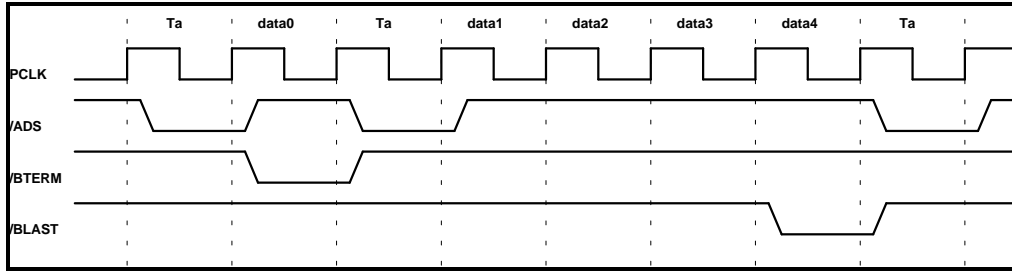 Ta data0 Ta data1 data2 data3 data4 Ta
PCLK
/ADS
/BTERM
/BLAST